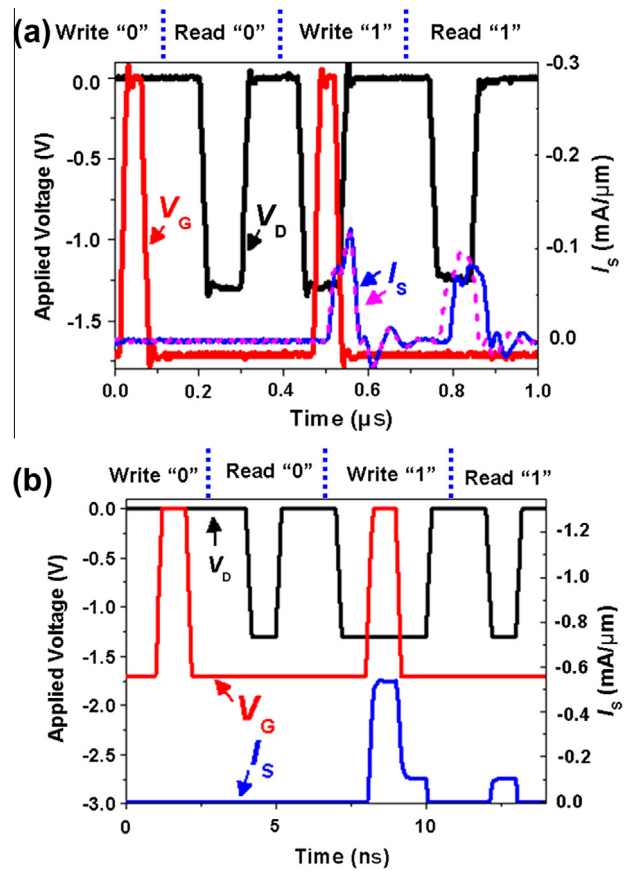 (a)
Write “0” Read “0” Write “1” Read “1”
0.0
-0.5
-1.0
-1.5
Applied Voltage (V)
-0.3
-0.2
-0.1
0.0
I_S (mA/μm)
V_G
V_D
I_S
0.0 0.2 0.4 0.6 0.8 1.0
Time (μs)
(b)
Write “0” Read “0” Write “1” Read “1”
0.0
-0.5
-1.0
-1.5
-2.0
-2.5
-3.0
Applied Voltage (V)
-1.2
-1.0
-0.8
-0.6
-0.4
-0.2
0.0
I_S (mA/μm)
V_D
V_G
I_S
0 5 10
Time (ns)